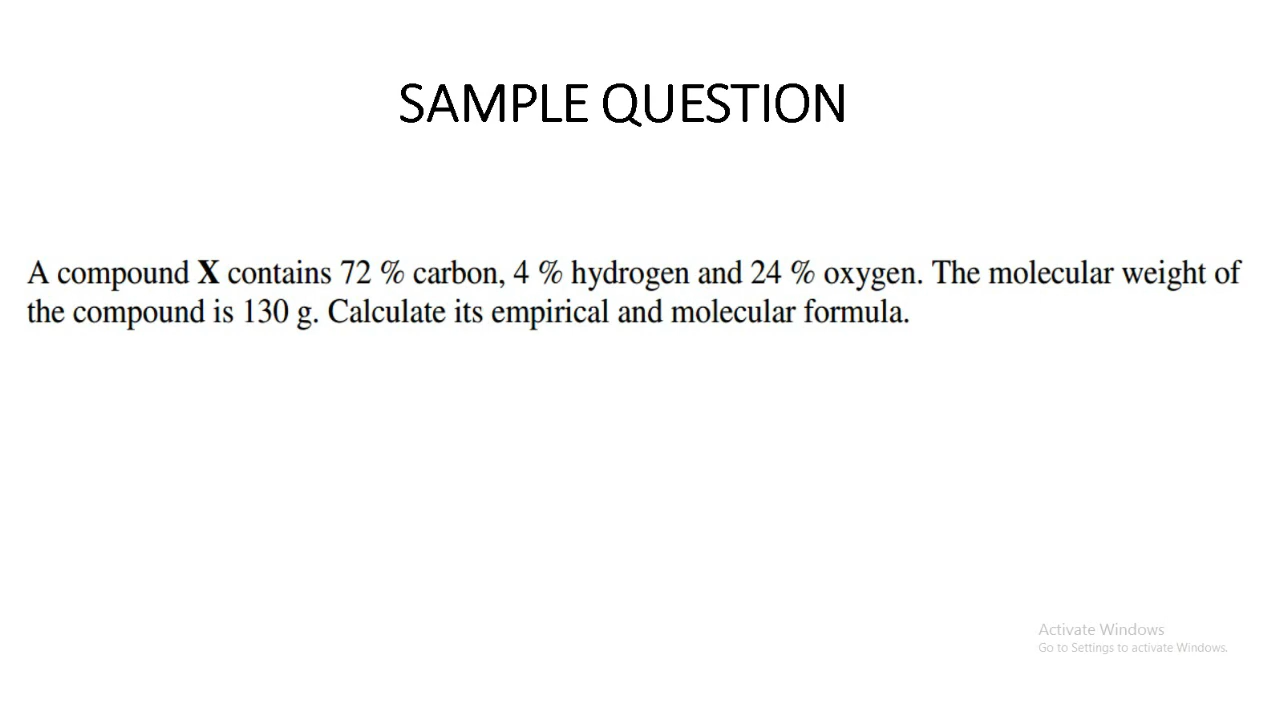 SAMPLE QUESTION
A compound X contains 72 % carbon, 4 % hydrogen and 24 % oxygen. The molecular weight of
the compound is 130 g. Calculate its empirical and molecular formula.
Activate Windows
Go to Settings to activate Windows.